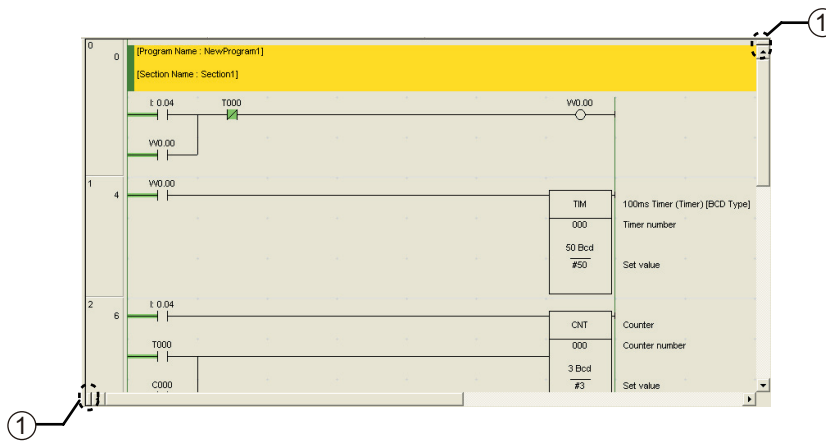 1
0
0
[Program Name : NewProgram1]
[Section Name : Section1]
I: 0.04 T000 W0.00
W0.00
1
4
W0.00
TIM 100ms Timer (Timer) [BCD Type]
000 Timer number
50 Bcd
#50 Set value
2
6
I: 0.04
CNT Counter
T000 000 Counter number
3 Bcd
C000 #3 Set value
1